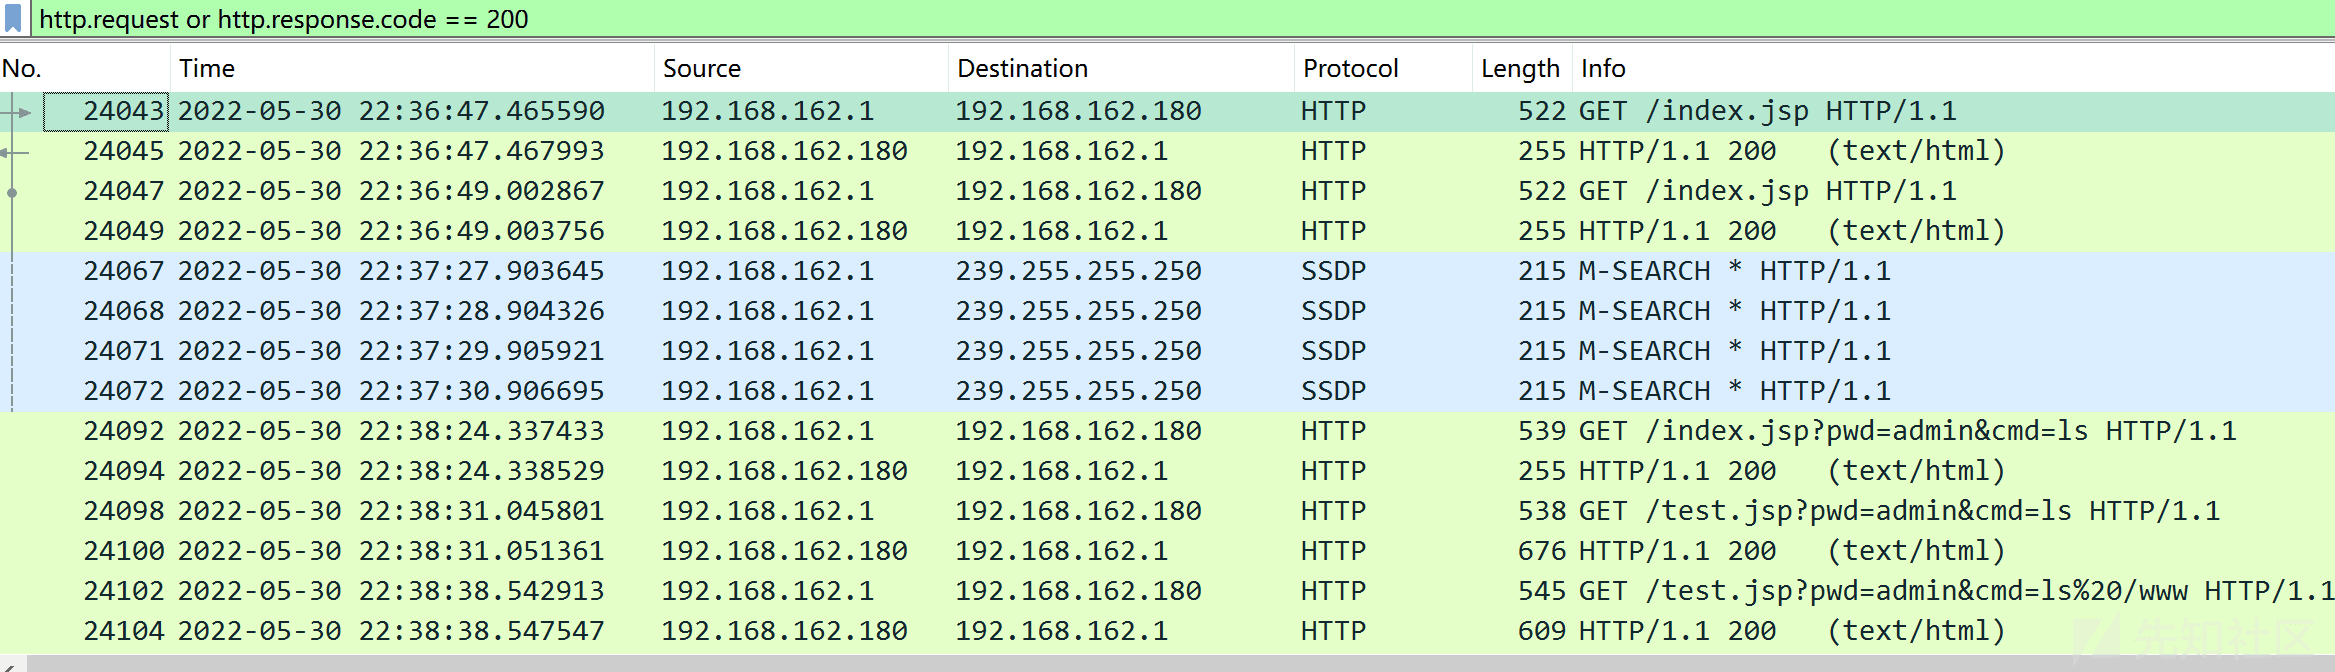 http.request or http.response.code == 200
No. Time Source Destination Protocol Length Info
24043 2022-05-30 22:36:47.465590 192.168.162.1 192.168.162.180 HTTP 522 GET /index.jsp HTTP/1.1
24045 2022-05-30 22:36:47.467993 192.168.162.180 192.168.162.1 HTTP 255 HTTP/1.1 200 (text/html)
24047 2022-05-30 22:36:49.002867 192.168.162.1 192.168.162.180 HTTP 522 GET /index.jsp HTTP/1.1
24049 2022-05-30 22:36:49.003756 192.168.162.180 192.168.162.1 HTTP 255 HTTP/1.1 200 (text/html)
24067 2022-05-30 22:37:27.903645 192.168.162.1 239.255.255.250 SSDP 215 M-SEARCH * HTTP/1.1
24068 2022-05-30 22:37:28.904326 192.168.162.1 239.255.255.250 SSDP 215 M-SEARCH * HTTP/1.1
24071 2022-05-30 22:37:29.905921 192.168.162.1 239.255.255.250 SSDP 215 M-SEARCH * HTTP/1.1
24072 2022-05-30 22:37:30.906695 192.168.162.1 239.255.255.250 SSDP 215 M-SEARCH * HTTP/1.1
24092 2022-05-30 22:38:24.337433 192.168.162.1 192.168.162.180 HTTP 539 GET /index.jsp?pwd=admin&cmd=ls HTTP/1.1
24094 2022-05-30 22:38:24.338529 192.168.162.180 192.168.162.1 HTTP 255 HTTP/1.1 200 (text/html)
24098 2022-05-30 22:38:31.045801 192.168.162.1 192.168.162.180 HTTP 538 GET /test.jsp?pwd=admin&cmd=ls HTTP/1.1
24100 2022-05-30 22:38:31.051361 192.168.162.180 192.168.162.1 HTTP 676 HTTP/1.1 200 (text/html)
24102 2022-05-30 22:38:38.542913 192.168.162.1 192.168.162.180 HTTP 545 GET /test.jsp?pwd=admin&cmd=ls%20/www HTTP/1.1
24104 2022-05-30 22:38:38.547547 192.168.162.180 192.168.162.1 HTTP 609 HTTP/1.1 200 (text/html)
先知社区